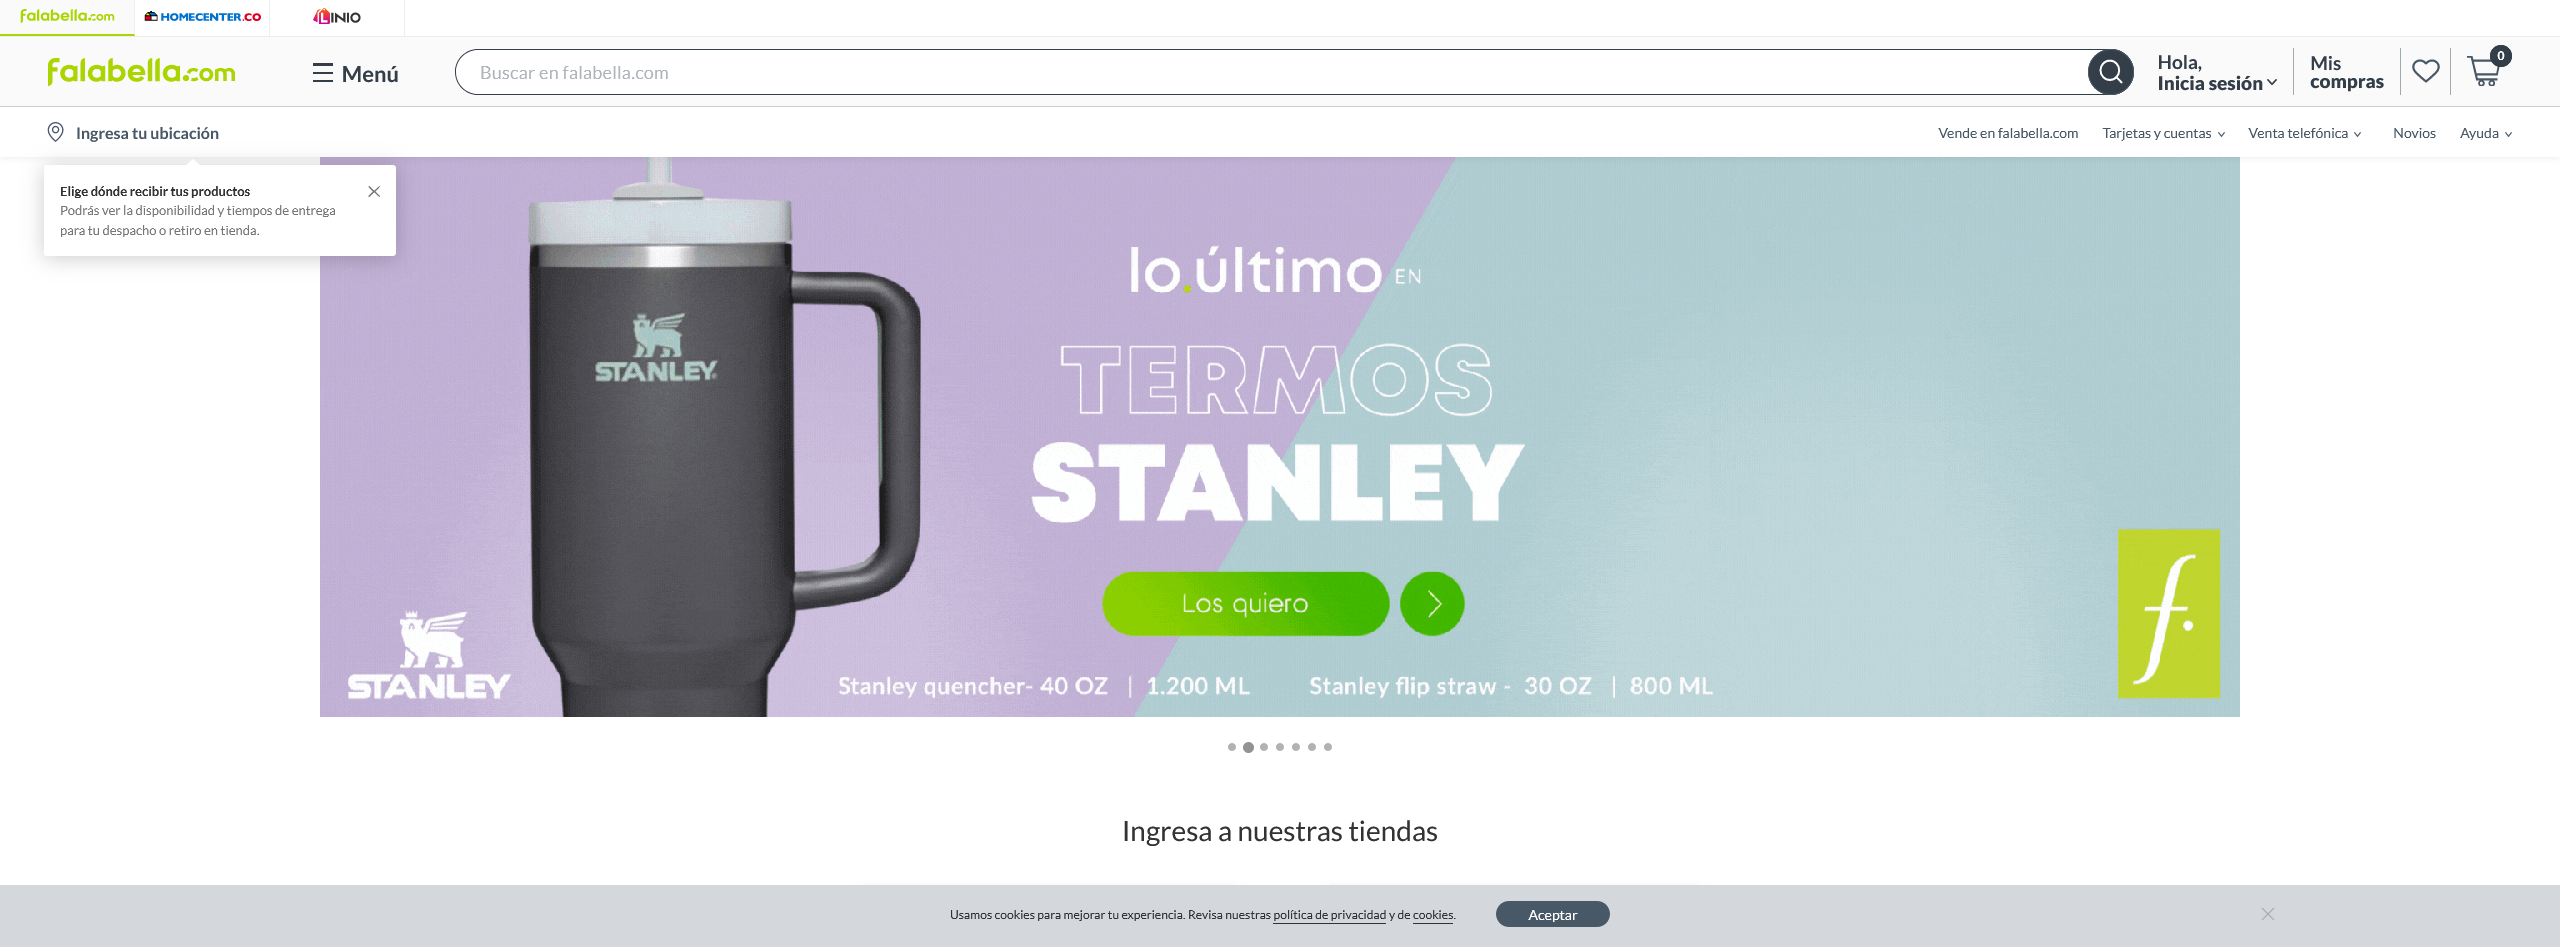 falabella.com
HOMECENTER.CO
LINIO
falabella.com
Menú
Buscar en falabella.com
Hola,
Inicia sesión
Mis
compras
0
Ingresa tu ubicación
Vende en falabella.com
Tarjetas y cuentas
Venta telefónica
Novios
Ayuda
Elige dónde recibir tus productos
Podrás ver la disponibilidad y tiempos de entrega
para tu despacho o retiro en tienda.
STANLEY
lo.último EN
TERMOS
STANLEY
Los quiero
f.
STANLEY
Stanley quencher- 40 OZ | 1.200 ML
Stanley flip straw - 30 OZ | 800 ML
Ingresa a nuestras tiendas
Usamos cookies para mejorar tu experiencia. Revisa nuestras política de privacidad y de cookies.
Aceptar